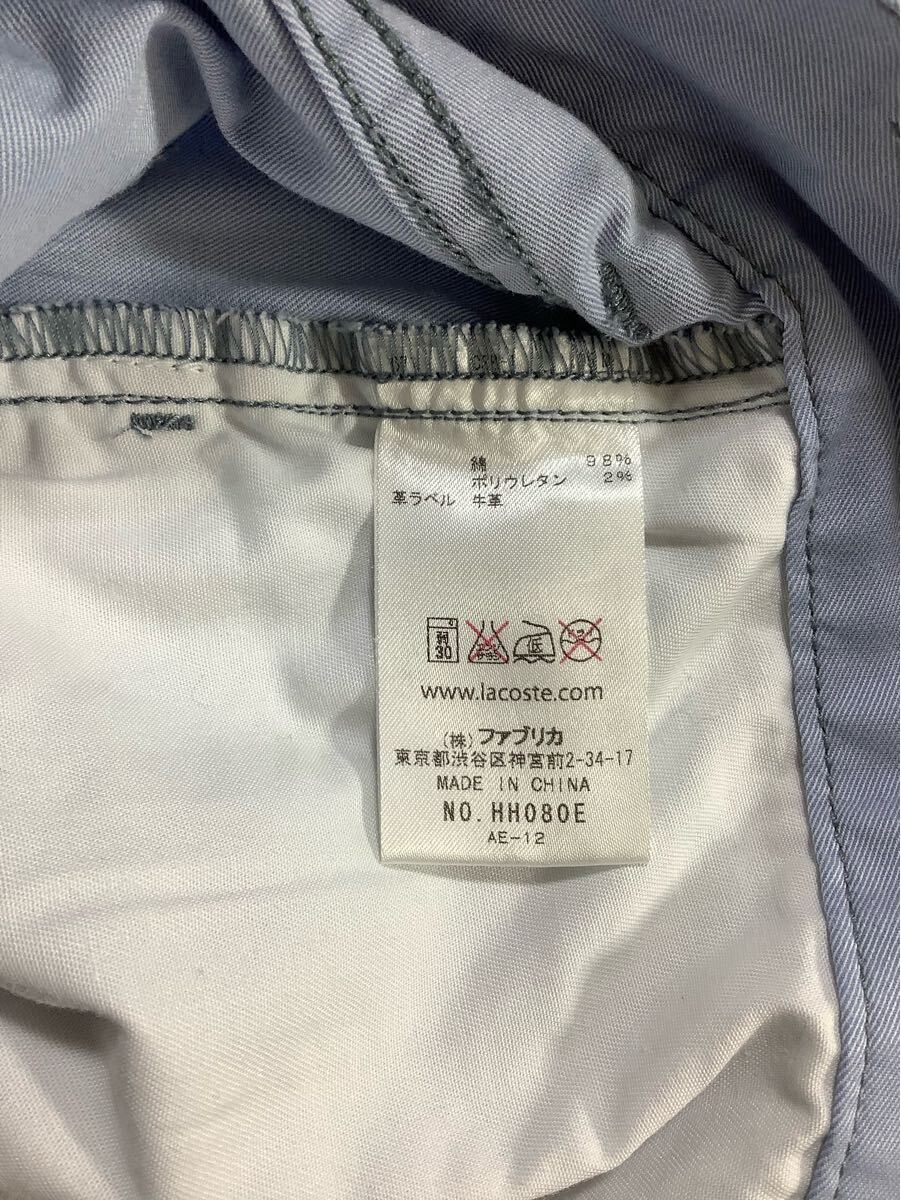 綿 98%
ポリウレタン 2%
革ラベル 牛革
弱
30
低
www.lacoste.com
(株)ファブリカ
東京都渋谷区神宮前2-34-17
MADE IN CHINA
NO.HH080E
AE-12